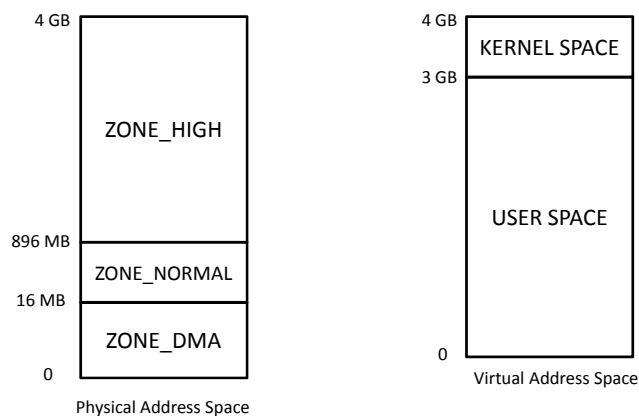 4 GB
ZONE_HIGH
896 MB
ZONE_NORMAL
16 MB
ZONE_DMA
0
Physical Address Space
4 GB
KERNEL SPACE
3 GB
USER SPACE
0
Virtual Address Space